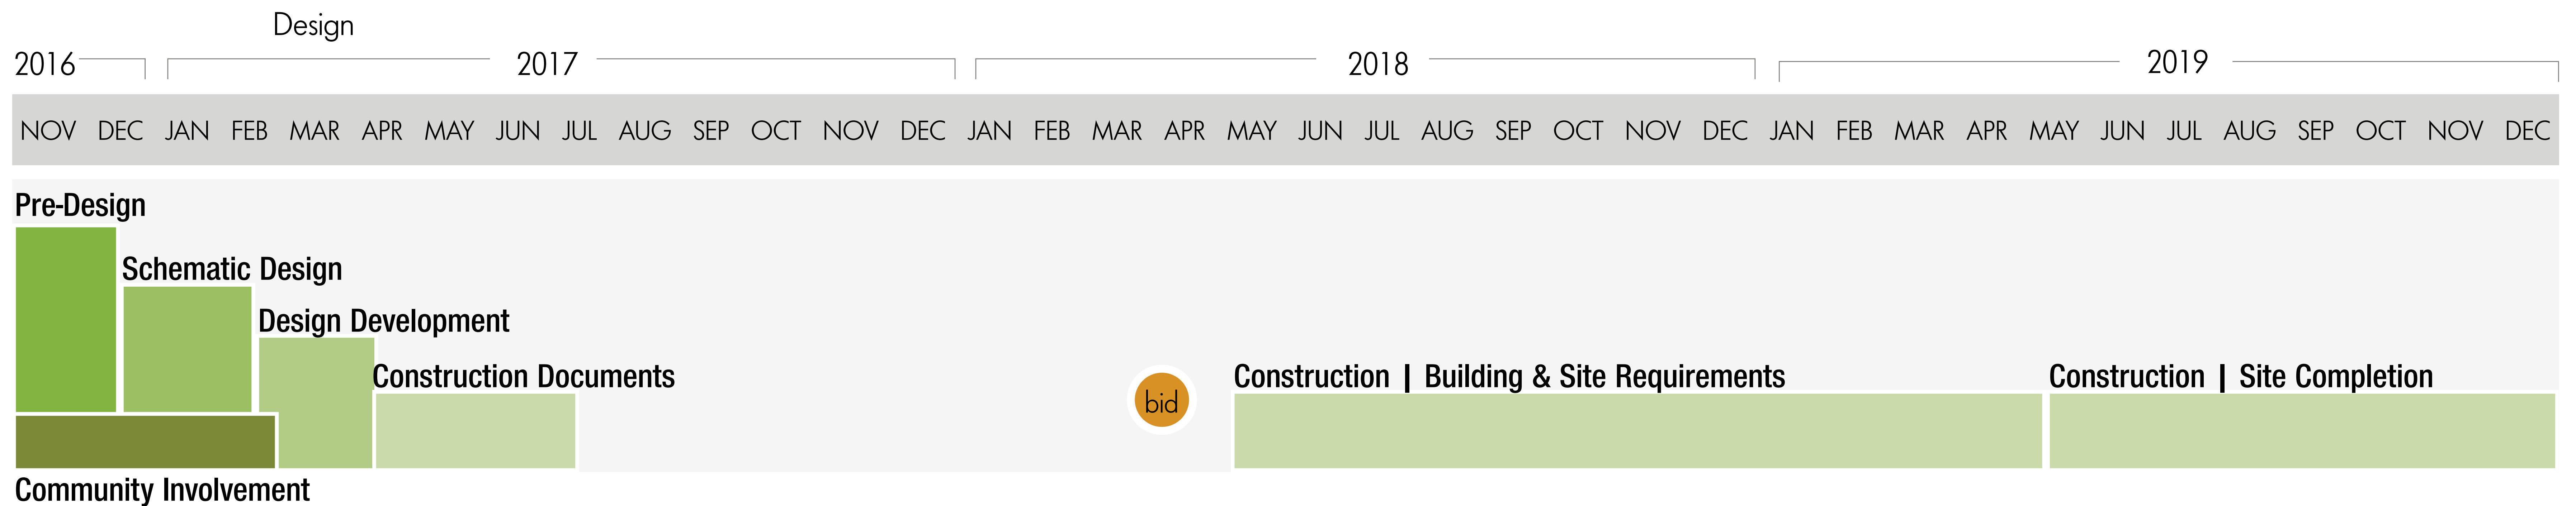 Design
2016 2017 2018 2019
NOV DEC JAN FEB MAR APR MAY JUN JUL AUG SEP OCT NOV DEC JAN FEB MAR APR MAY JUN JUL AUG SEP OCT NOV DEC JAN FEB MAR APR MAY JUN JUL AUG SEP OCT NOV DEC
Pre-Design
Schematic Design
Design Development
Construction Documents
bid
Construction | Building & Site Requirements
Construction | Site Completion
Community Involvement